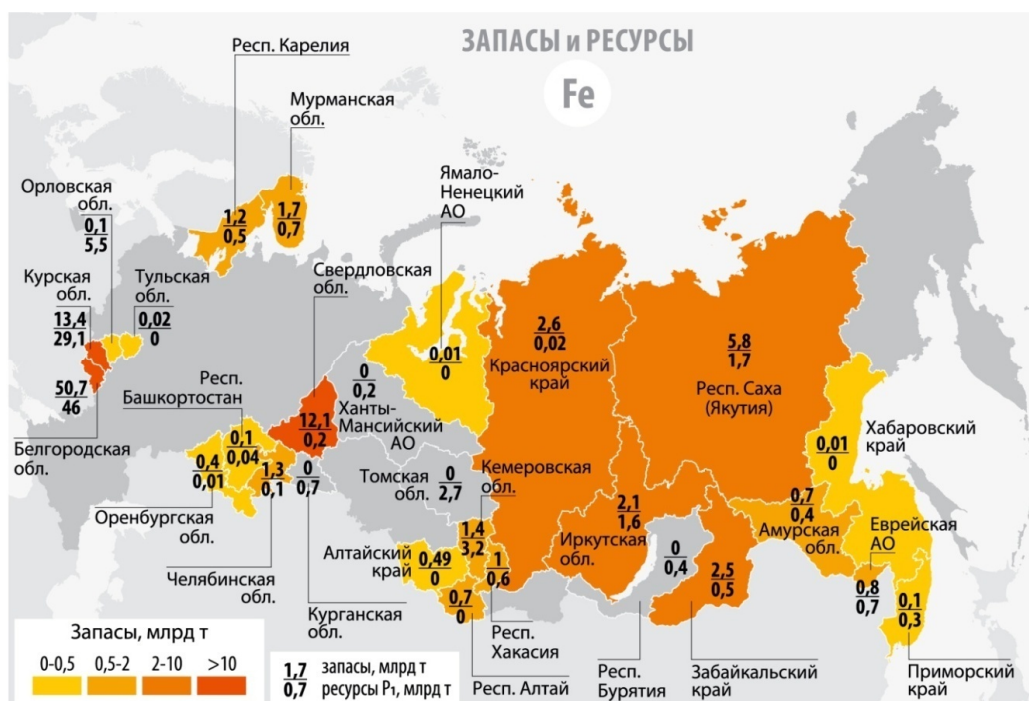 ЗАПАСЫ и РЕСУРСЫ
Fe
Респ. Карелия
1,2
0,5
Мурманская
обл.
1,7
0,7
Ямало-
Ненецкий
АО
0,01
0
Орловская
обл.
0,1
5,5
Курская
обл.
13,4
29,1
Тульская
обл.
0,02
0
Свердловская
обл.
12,1
0,2
50,7
46
Белгородская
обл.
Респ.
Башкортостан
0,1
0,04
0
0,2
Ханты-
Мансийский
АО
2,6
0,02
Красноярский
край
5,8
1,7
Респ. Саха
(Якутия)
Хабаровский
край
0,01
0
0,4
0,01
Оренбургская
обл.
1,3
0,1
Челябинская
обл.
0
0,7
Курганская
обл.
Томская
обл.
0
2,7
Кемеровская
обл.
1,4
3,2
Алтайский
край
0,49
0
0,7
0
Респ. Алтай
1
0,6
Респ.
Хакасия
2,1
1,6
Иркутская
обл.
0
0,4
Респ.
Бурятия
2,5
0,5
Забайкальский
край
0,7
0,4
Амурская
обл.
Еврейская
АО
0,8
0,7
0,1
0,3
Приморский
край
Запасы, млрд т
0-0,5 0,5-2 2-10 >10
1,7 запасы, млрд т
0,7 ресурсы P₁, млрд т